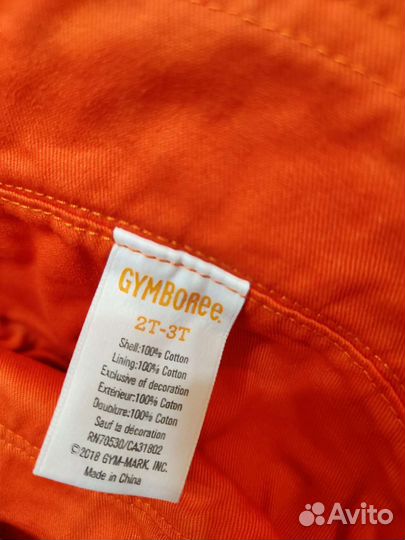 GYMBOREE
2T-3T
Shell:100% Cotton
Lining:100% Cotton
Exclusive of decoration
Extérieur:100% Coton
Doublure:100% Coton
Sauf la décoration
RN70530/CA31802
©2018 GYM-MARK, INC.
Made in China
Avito